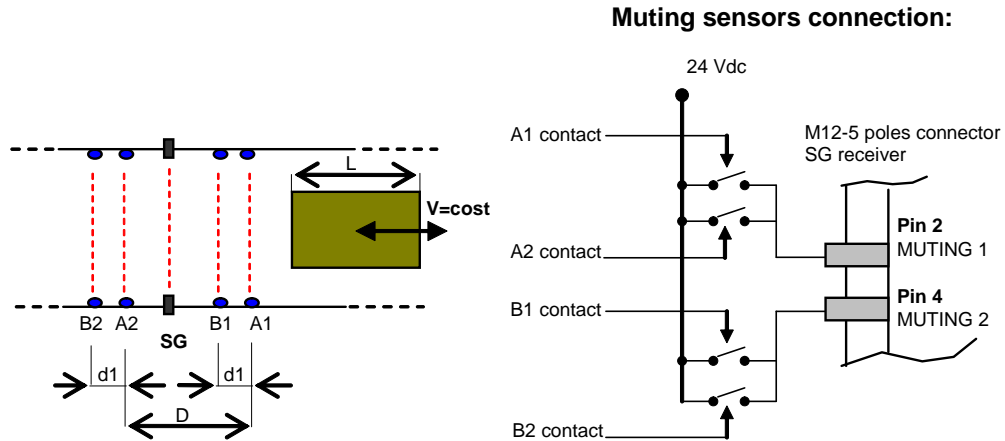 Muting sensors connection:
24 Vdc
A1 contact
M12-5 poles connector
SG receiver
L
V=cost
Pin 2
MUTING 1
A2 contact
Pin 4
MUTING 2
B1 contact
B2 A2 SG B1 A1
d1 d1
D
B2 contact